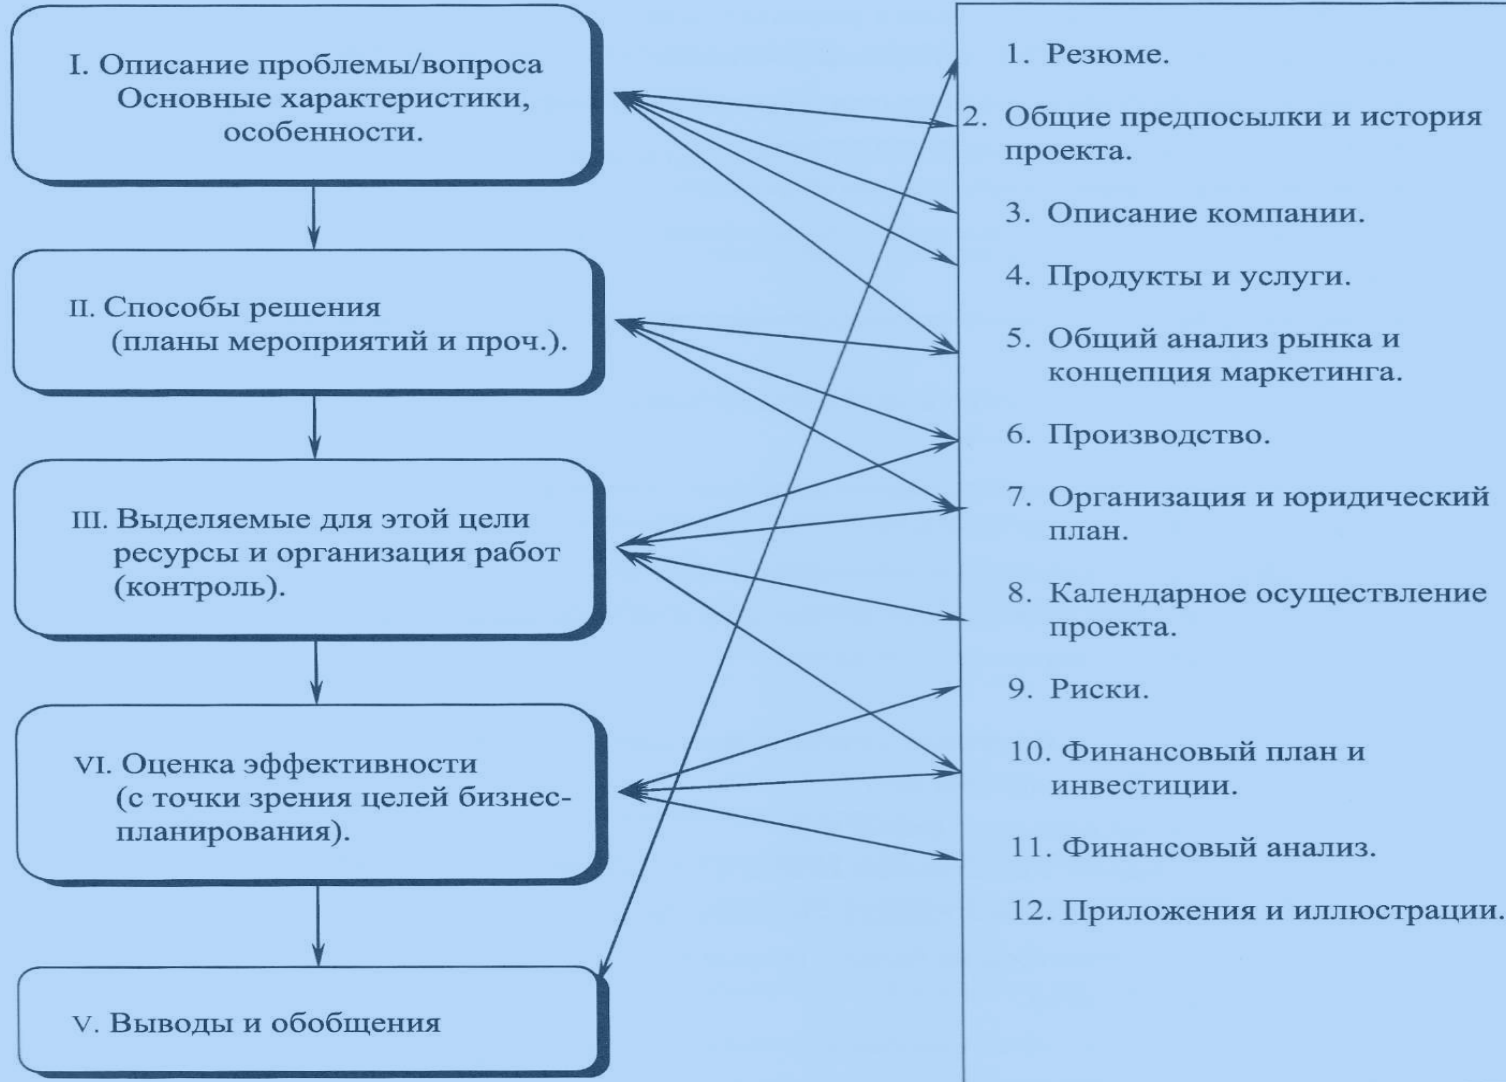 I. Описание проблемы/вопроса
Основные характеристики,
особенности.
II. Способы решения
(планы мероприятий и проч.).
III. Выделяемые для этой цели
ресурсы и организация работ
(контроль).
VI. Оценка эффективности
(с точки зрения целей бизнес-
планирования).
V. Выводы и обобщения
1. Резюме.
2. Общие предпосылки и история
проекта.
3. Описание компании.
4. Продукты и услуги.
5. Общий анализ рынка и
концепция маркетинга.
6. Производство.
7. Организация и юридический
план.
8. Календарное осуществление
проекта.
9. Риски.
10. Финансовый план и
инвестиции.
11. Финансовый анализ.
12. Приложения и иллюстрации.